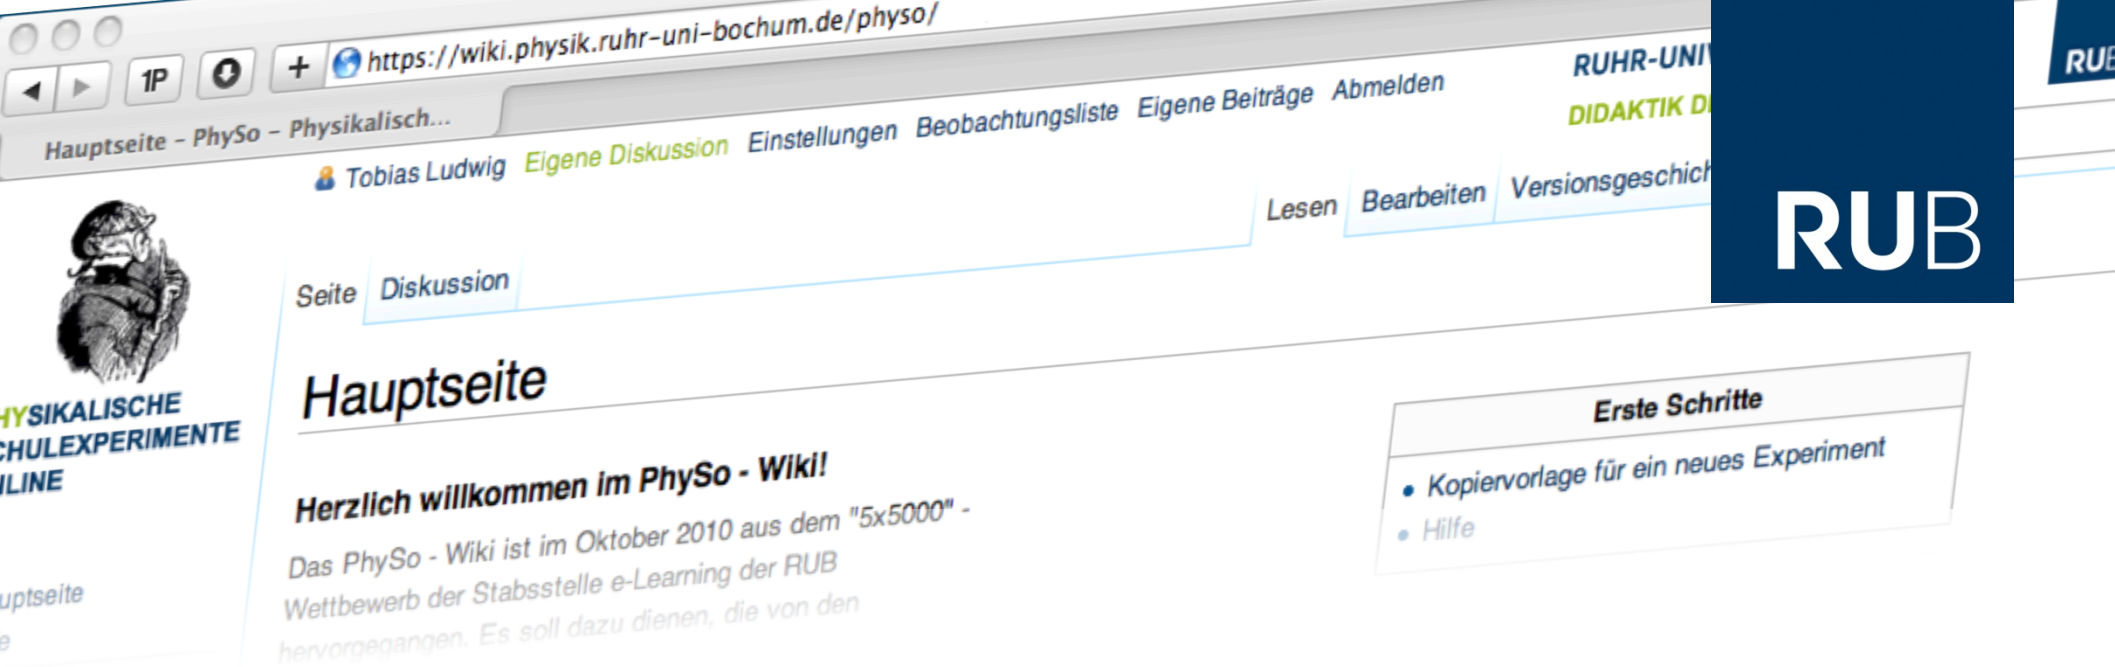 https://wiki.physik.ruhr-uni-bochum.de/physo/
1P
Hauptseite - PhySo - Physikalisch...
Tobias Ludwig Eigene Diskussion Einstellungen Beobachtungsliste Eigene Beiträge Abmelden
RUHR-UNIV
DIDAKTIK D
RUB
RUB
Lesen Bearbeiten Versionsgeschich
Seite Diskussion
HYSIKALISCHE
CHULEXPERIMENTE
NLINE
Hauptseite
Herzlich willkommen im PhySo - Wiki!
Das PhySo - Wiki ist im Oktober 2010 aus dem "5x5000" -
Wettbewerb der Stabsstelle e-Learning der RUB
hervorgegangen. Es soll dazu dienen, die von den
Erste Schritte
Kopiervorlage für ein neues Experiment
Hilfe
uptseite
e